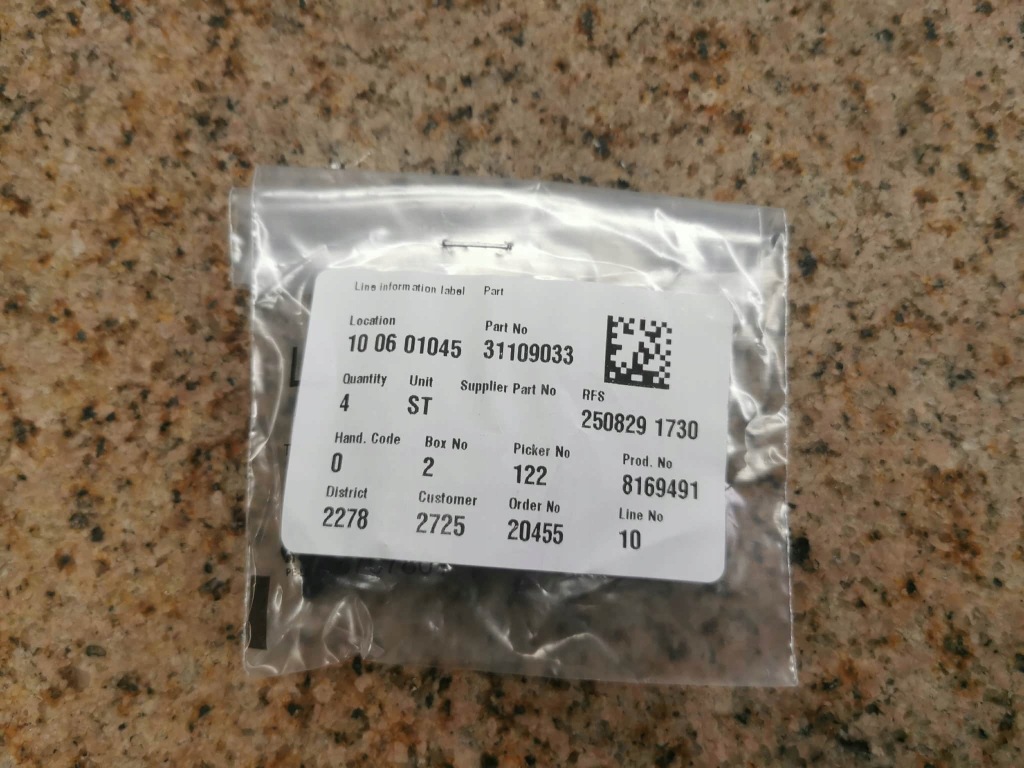 Line information label Part
Location Part No
10 06 01045 31109033
Quantity Unit Supplier Part No RFS
4 ST 250829 1730
Hand. Code Box No Picker No Prod. No
0 2 122 8169491
District Customer Order No Line No
2278 2725 20455 10